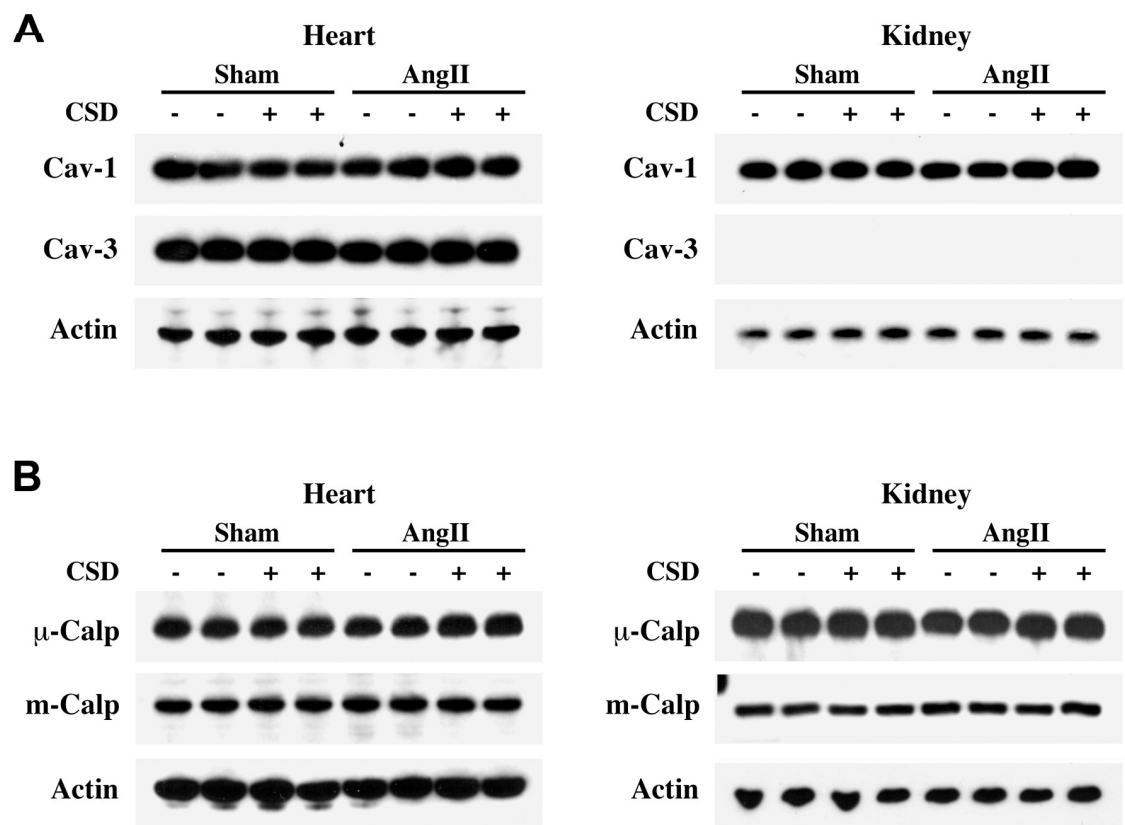 A
Heart Kidney
Sham AngII Sham AngII
CSD - - + + - - + + CSD - - + + - - + +
Cav-1 Cav-1
Cav-3 Cav-3
Actin Actin
B
Heart Kidney
Sham AngII Sham AngII
CSD - - + + - - + + CSD - - + + - - + +
μ-Calp μ-Calp
m-Calp m-Calp
Actin Actin